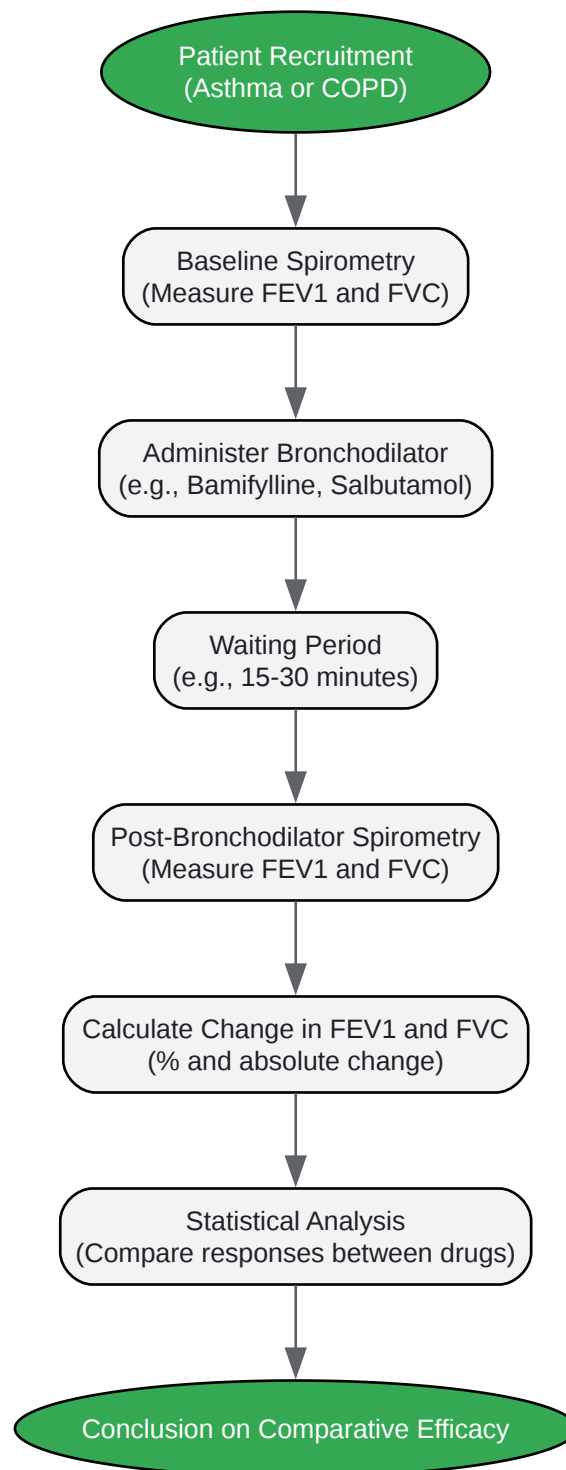 Patient Recruitment
(Asthma or COPD)
Baseline Spirometry
(Measure FEV1 and FVC)
Administer Bronchodilator
(e.g., Bamifylline, Salbutamol)
Waiting Period
(e.g., 15-30 minutes)
Post-Bronchodilator Spirometry
(Measure FEV1 and FVC)
Calculate Change in FEV1 and FVC
(% and absolute change)
Statistical Analysis
(Compare responses between drugs)
Conclusion on Comparative Efficacy